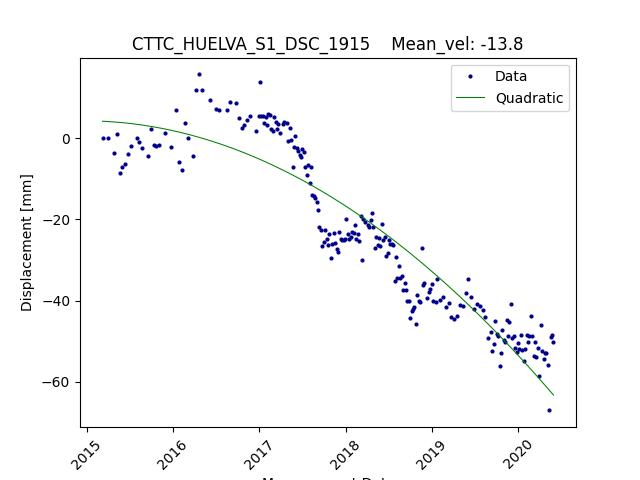 CTTC_HUELVA_S1_DSC_1915    Mean_vel: -13.8
Data
Quadratic
Displacement [mm]
0
−20
−40
−60
2015
2016
2017
2018
2019
2020